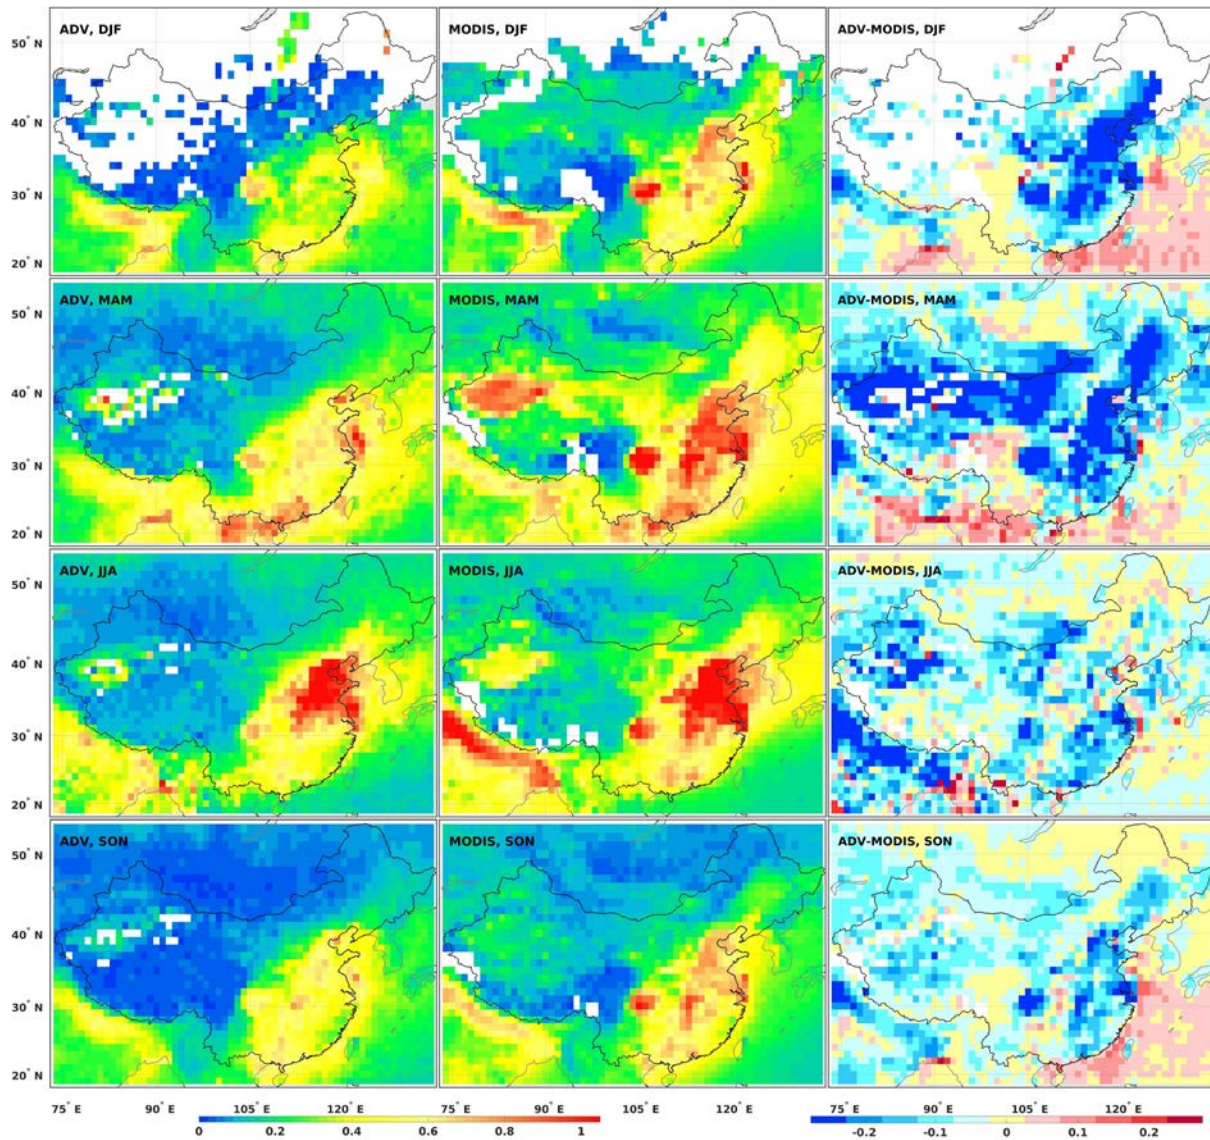 ADV, DJF
MODIS, DJF
ADV-MODIS, DJF
50° N
40° N
30° N
20° N
ADV, MAM
MODIS, MAM
ADV-MODIS, MAM
50° N
40° N
30° N
20° N
ADV, JJA
MODIS, JJA
ADV-MODIS, JJA
50° N
40° N
30° N
20° N
ADV, SON
MODIS, SON
ADV-MODIS, SON
50° N
40° N
30° N
20° N
75° E 90° E 105° E 120° E 75° E 90° E 105° E 120° E 75° E 90° E 105° E 120° E
0 0.2 0.4 0.6 0.8 1 -0.2 -0.1 0 0.1 0.2